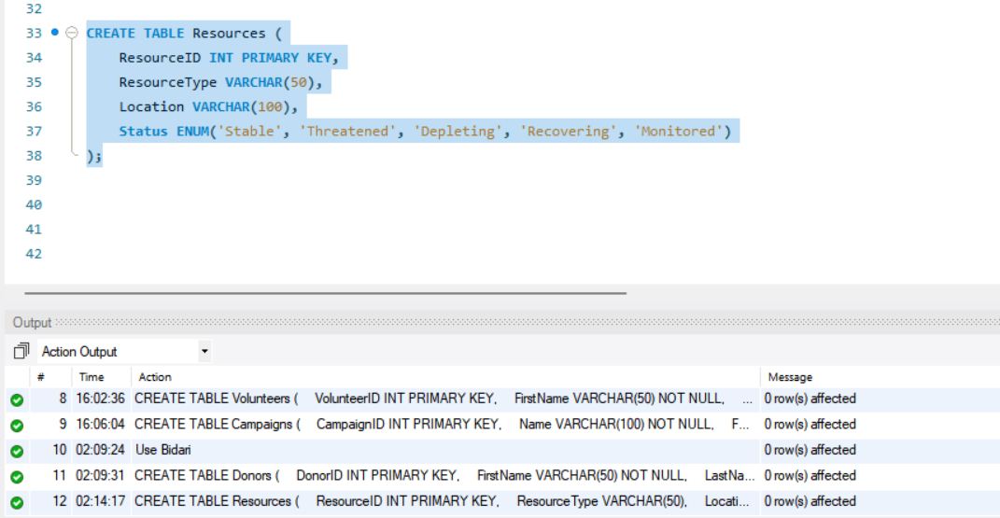 32
33 CREATE TABLE Resources (
34 ResourceID INT PRIMARY KEY,
35 ResourceType VARCHAR(50),
36 Location VARCHAR(100),
37 Status ENUM('Stable', 'Threatened', 'Depleting', 'Recovering', 'Monitored')
38 );
39
40
41
42
Output
Action Output
# Time Action Message
8 16:02:36 CREATE TABLE Volunteers ( VolunteerID INT PRIMARY KEY, FirstName VARCHAR(50) NOT NULL, ... 0 row(s) affected
9 16:06:04 CREATE TABLE Campaigns ( CampaignID INT PRIMARY KEY, Name VARCHAR(100) NOT NULL, F... 0 row(s) affected
10 02:09:24 Use Bidari 0 row(s) affected
11 02:09:31 CREATE TABLE Donors ( DonorID INT PRIMARY KEY, FirstName VARCHAR(50) NOT NULL, LastNa... 0 row(s) affected
12 02:14:17 CREATE TABLE Resources ( ResourceID INT PRIMARY KEY, ResourceType VARCHAR(50), Locati... 0 row(s) affected